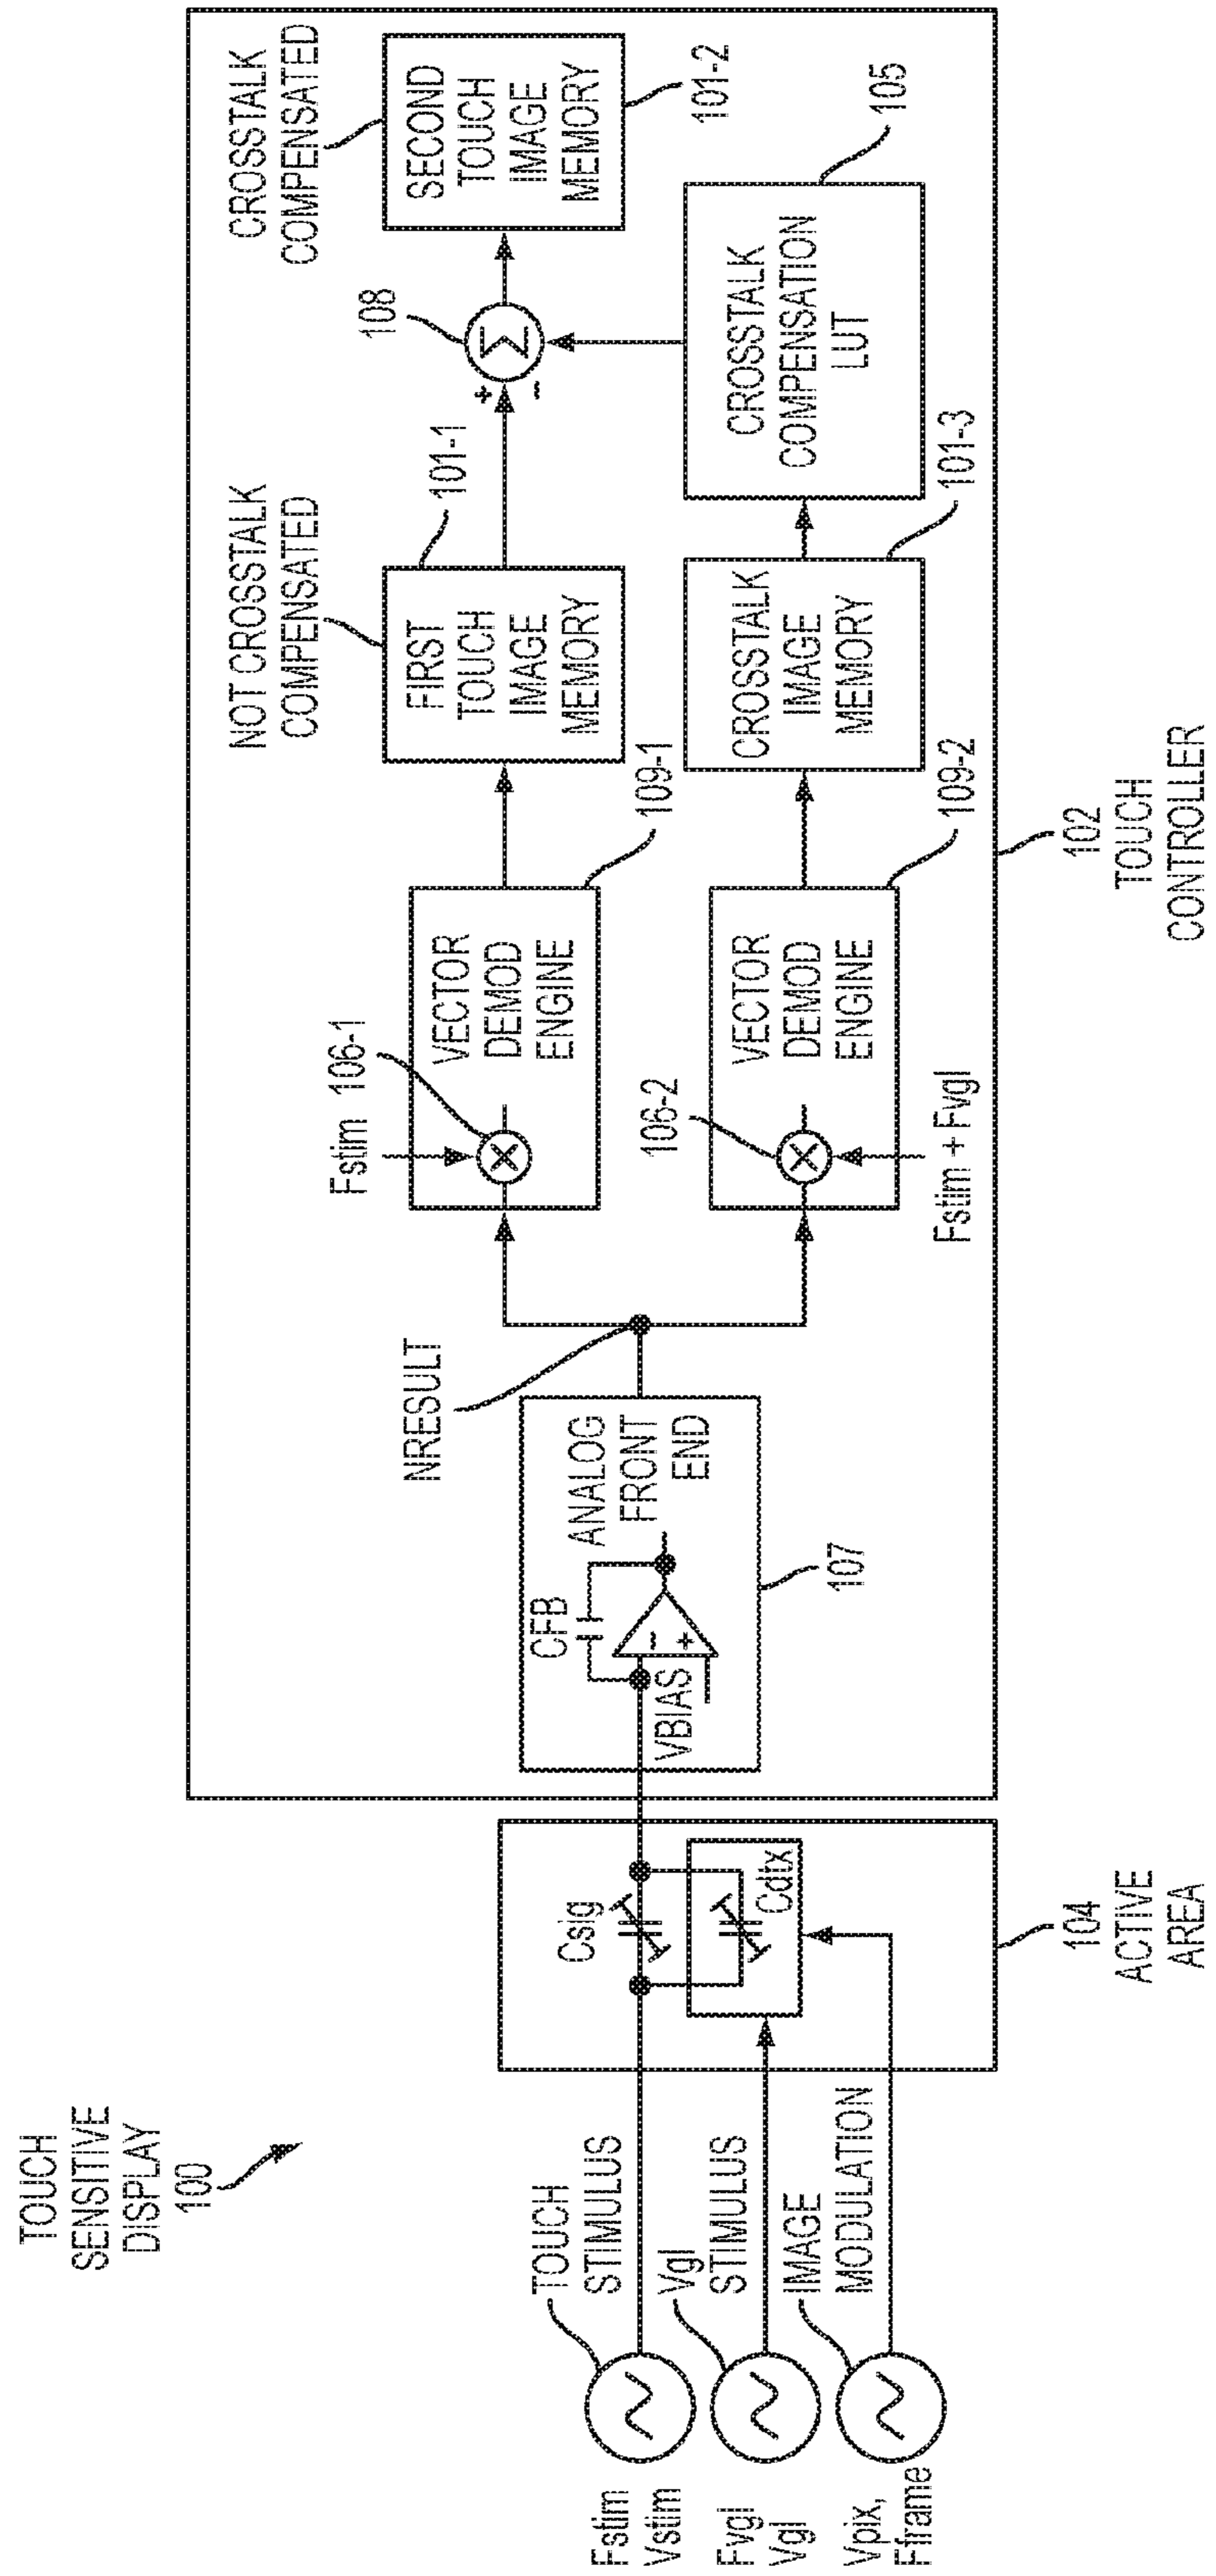 TOUCH
SENSITIVE
DISPLAY
100
Fstim
Vstim
TOUCH
STIMULUS
Fvgl
Vgl
Vgl
STIMULUS
Vpix,
Fframe
IMAGE
MODULATION
Csig
Cdtx
104
ACTIVE
AREA
CFB
VBIAS
-
+
ANALOG
FRONT
END
107
NRESULT
Fstim
106-1
VECTOR
DEMOD
ENGINE
109-1
106-2
Fstim + Fvgl
VECTOR
DEMOD
ENGINE
109-2
NOT CROSSTALK
COMPENSATED
FIRST
TOUCH
IMAGE
MEMORY
101-1
CROSSTALK
IMAGE
MEMORY
101-3
108
+
-
Σ
CROSSTALK
COMPENSATION
LUT
105
CROSSTALK
COMPENSATED
SECOND
TOUCH
IMAGE
MEMORY
101-2
102
TOUCH
CONTROLLER